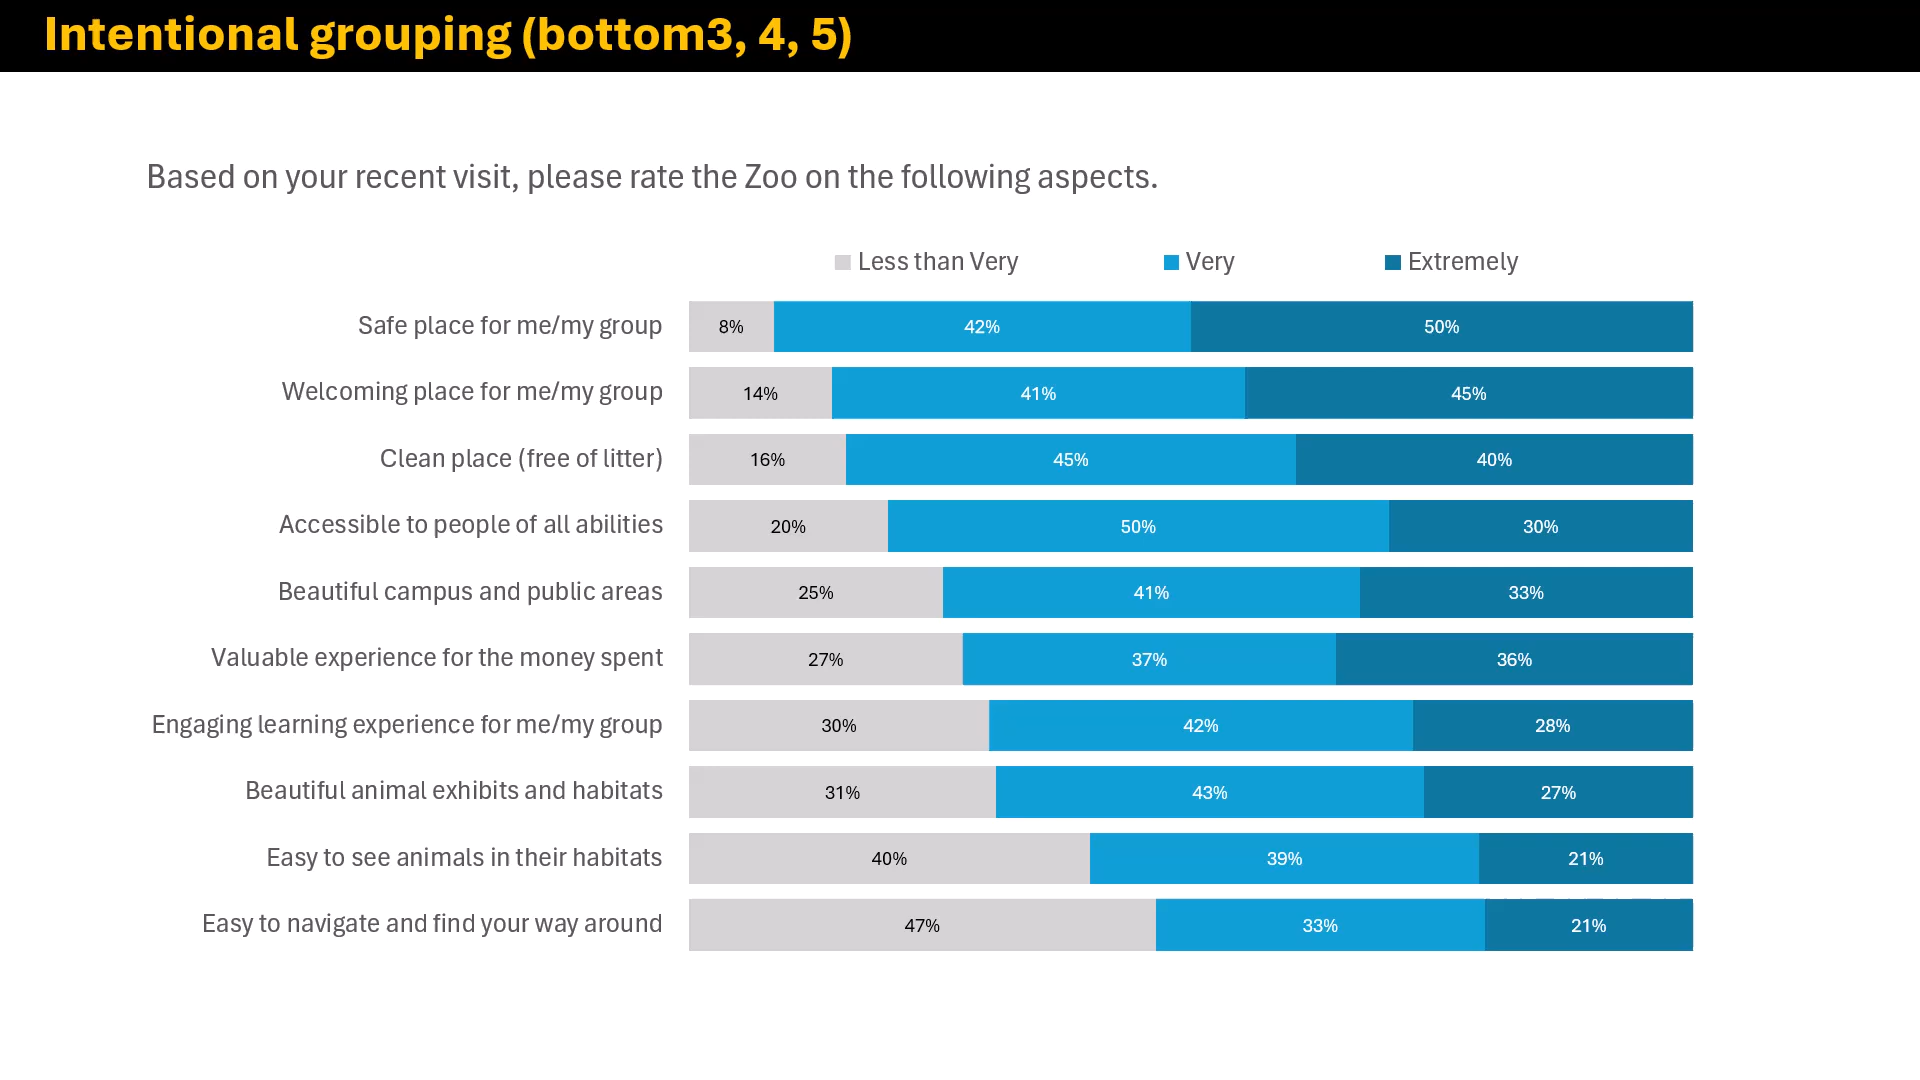 Intentional grouping (bottom3, 4, 5)
Based on your recent visit, please rate the Zoo on the following aspects.
Less than Very Very Extremely
Safe place for me/my group 8% 42% 50%
Welcoming place for me/my group 14% 41% 45%
Clean place (free of litter) 16% 45% 40%
Accessible to people of all abilities 20% 50% 30%
Beautiful campus and public areas 25% 41% 33%
Valuable experience for the money spent 27% 37% 36%
Engaging learning experience for me/my group 30% 42% 28%
Beautiful animal exhibits and habitats 31% 43% 27%
Easy to see animals in their habitats 40% 39% 21%
Easy to navigate and find your way around 47% 33% 21%